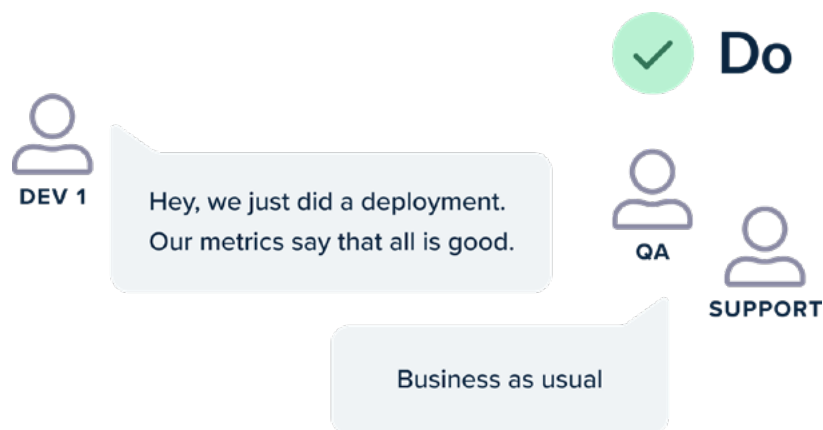 Do
DEV 1
Hey, we just did a deployment.
Our metrics say that all is good.
QA
SUPPORT
Business as usual